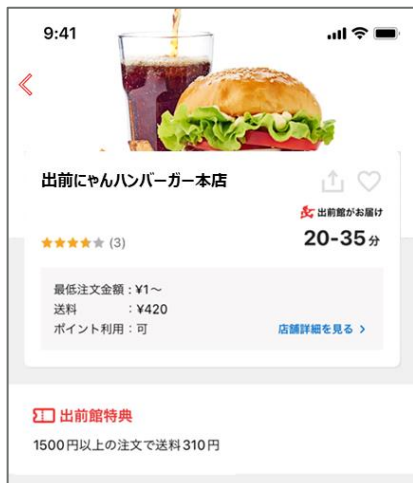 9:41
出前にゃんハンバーガー本店
出前館がお届け
★★★★★ (3)
20-35分
最低注文金額：¥1～
送料　　　　：¥420
ポイント利用：可
店舗詳細を見る >
出前館特典
1500円以上の注文で送料310円